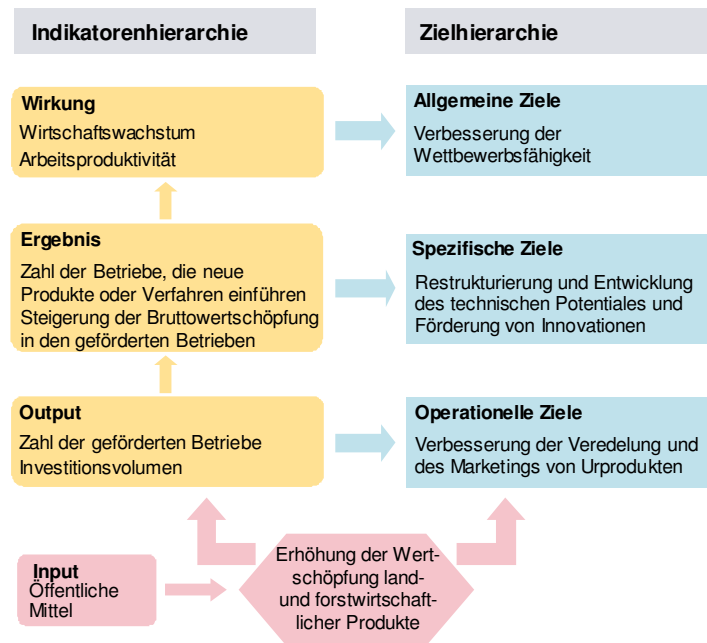 Indikatorenhierarchie
Zielhierarchie
Wirkung
Wirtschaftswachstum
Arbeitsproduktivität
Allgemeine Ziele
Verbesserung der
Wettbewerbsfähigkeit
Ergebnis
Zahl der Betriebe, die neue
Produkte oder Verfahren einführen
Steigerung der Bruttowertschöpfung
in den geförderten Betrieben
Spezifische Ziele
Restrukturierung und Entwicklung
des technischen Potentiales und
Förderung von Innovationen
Output
Zahl der geförderten Betriebe
Investitionsvolumen
Operationelle Ziele
Verbesserung der Veredelung und
des Marketings von Urprodukten
Input
Öffentliche
Mittel
Erhöhung der Wert-
schöpfung land-
und forstwirtschaft-
licher Produkte